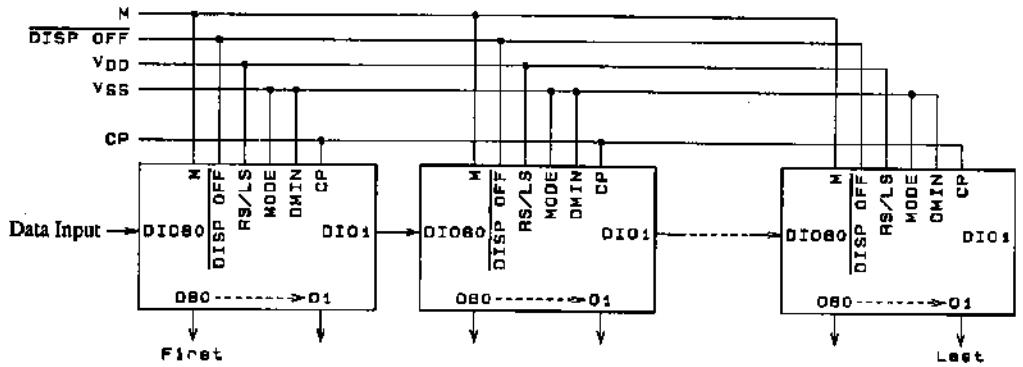 M
DISP OFF
VDD
VSS
CP
M DISP OFF RS/LS MODE DMIN CP
M DISP OFF RS/LS MODE DMIN CP
M DISP OFF RS/LS MODE DMIN CP
Data Input DIO80 DIO1 DIO80 DIO1 DIO80 DIO1
O80 O1 O80 O1 O80 O1
First Last